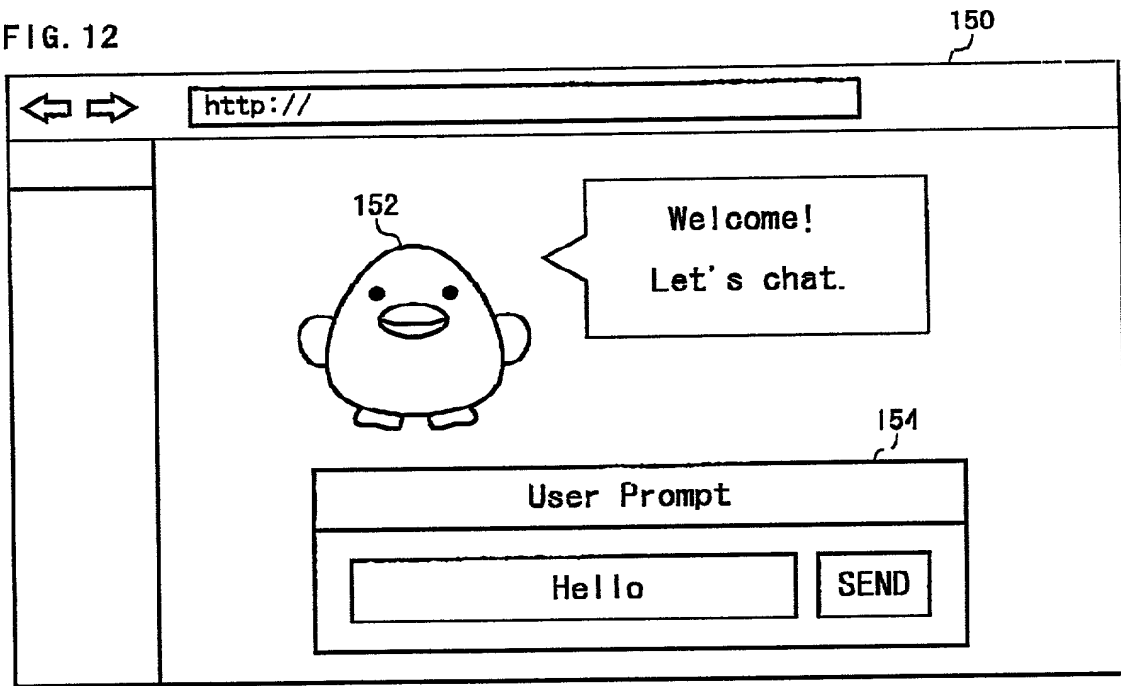 FIG. 12
150
http://
152
Welcome!
Let's chat.
154
User Prompt
Hello
SEND